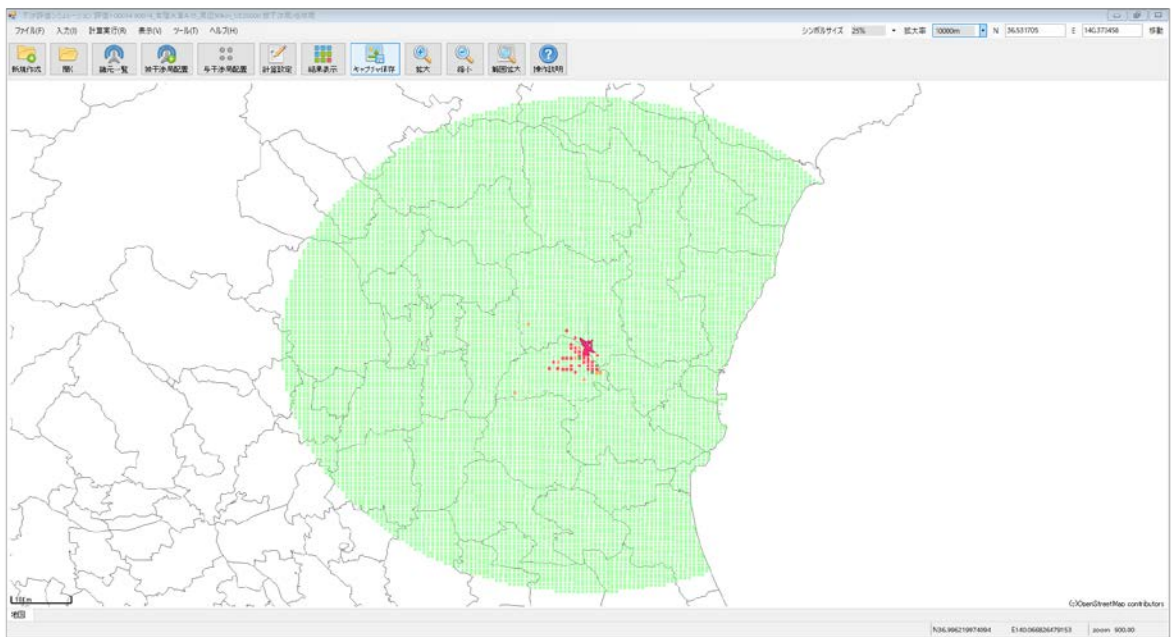 ファイル(F) 入力(I) 計算実行(R) 表示(V) ツール(T) ヘルプ(H)
シンボルサイズ 25% 拡大率 10080m N 36.531705 E 140.373458 移動
新規作成 開く 諸元一覧 被干渉局配置 与干渉局配置 計算設定 結果表示 キャプチャ保存 拡大 縮小 範囲拡大 操作説明
(c)OpenStreetMap contributors
地図
N36.986219974094 E140.066826479153 zoom 900.00